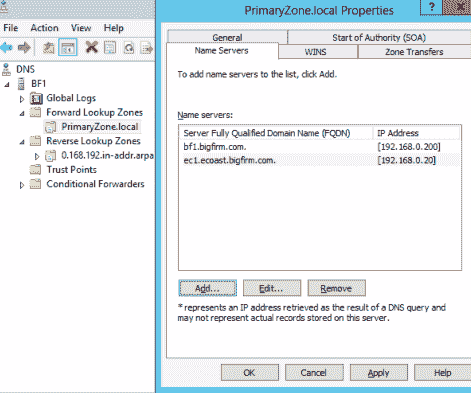 File Action View Help
DNS
BF1
Global Logs
Forward Lookup Zones
PrimaryZone.local
Reverse Lookup Zones
0.168.192.in-addr.arpa
Trust Points
Conditional Forwarders
PrimaryZone.local Properties
? x
General Start of Authority (SOA)
Name Servers WINS Zone Transfers
To add name servers to the list, click Add.
Name servers:
Server Fully Qualified Domain Name (FQDN) IP Address
bf1.bigfirm.com. [192.168.0.200]
ec1.ecoast.bigfirm.com. [192.168.0.20]
Add... Edit... Remove
* represents an IP address retrieved as the result of a DNS query and
may not represent actual records stored on this server.
OK Cancel Apply Help